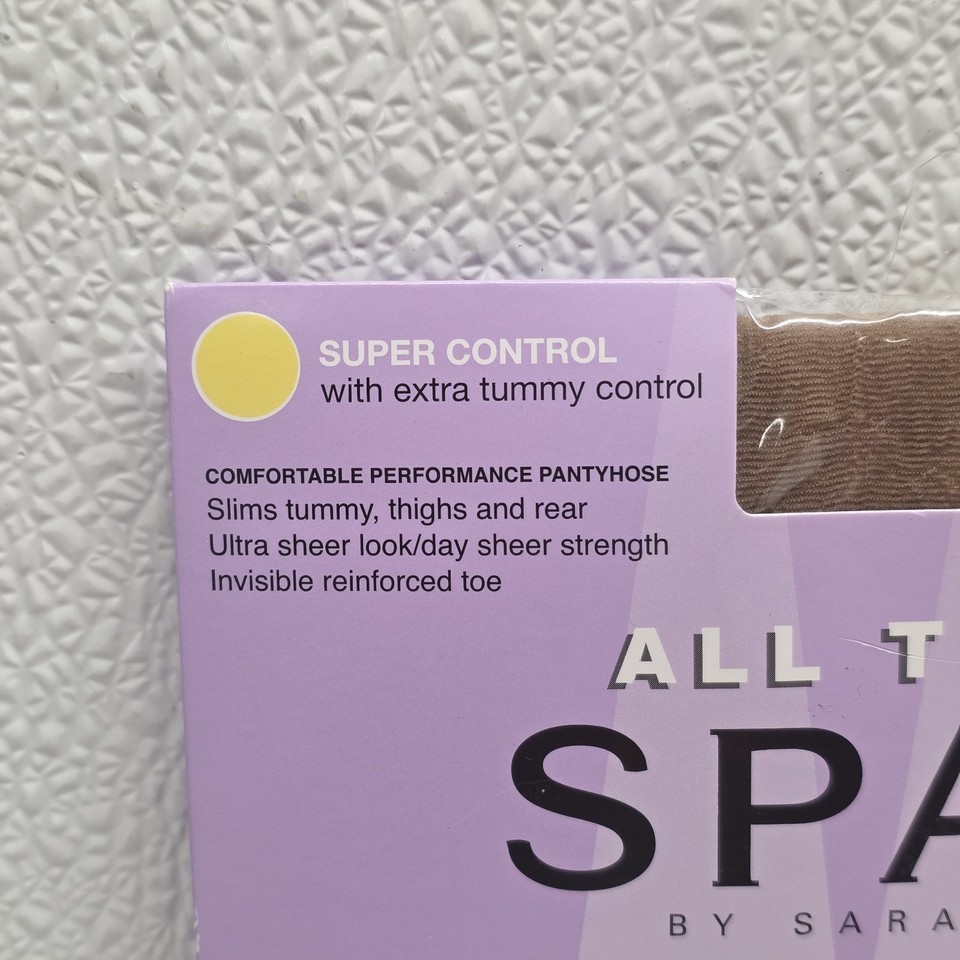 SUPER CONTROL
with extra tummy control
COMFORTABLE PERFORMANCE PANTYHOSE
Slims tummy, thighs and rear
Ultra sheer look/day sheer strength
Invisible reinforced toe
ALL T
SPA
BY SARA